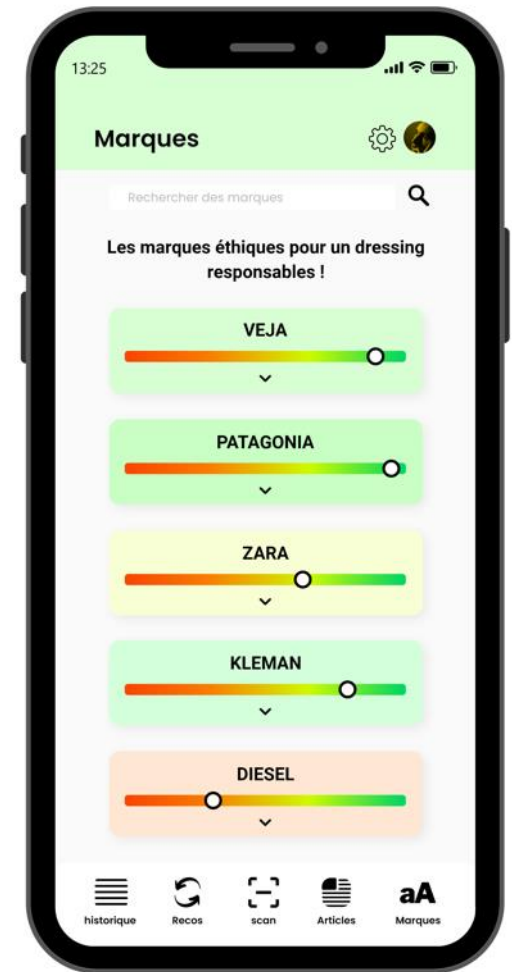 13:25
Marques
Rechercher des marques
Les marques éthiques pour un dressing
responsables !
VEJA
PATAGONIA
ZARA
KLEMAN
DIESEL
historique Recos scan Articles Marques
aA